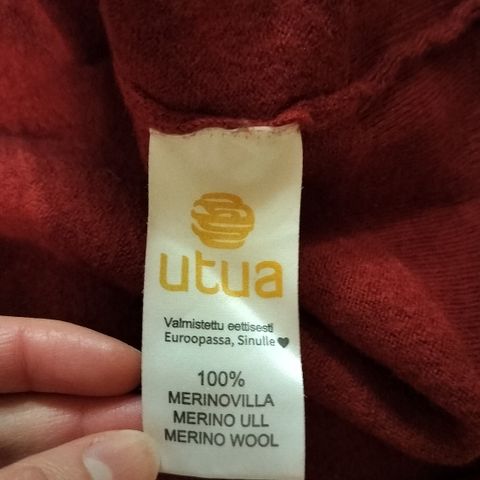 utua
Valmistettu eettisesti
Euroopassa, Sinulle♥
100%
MERINOVILLA
MERINO ULL
MERINO WOOL